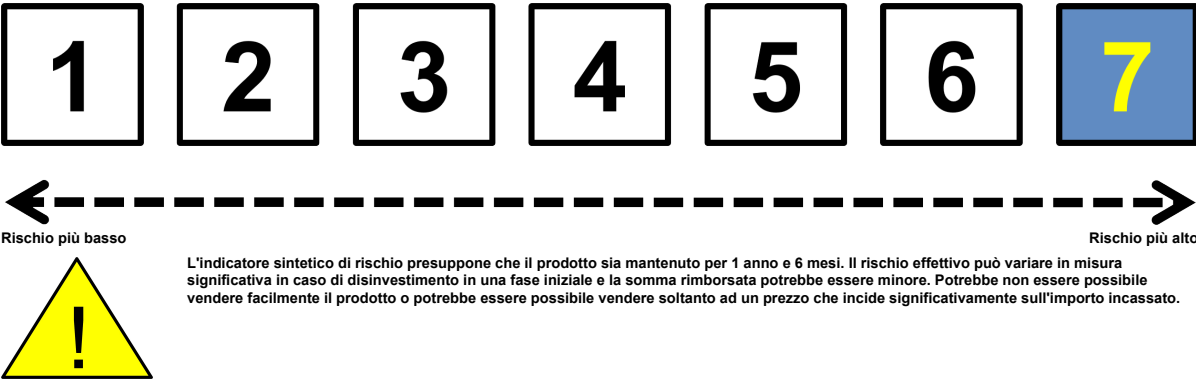 1 2 3 4 5 6 7
Rischio più basso Rischio più alto
!
L'indicatore sintetico di rischio presuppone che il prodotto sia mantenuto per 1 anno e 6 mesi. Il rischio effettivo può variare in misura
significativa in caso di disinvestimento in una fase iniziale e la somma rimborsata potrebbe essere minore. Potrebbe non essere possibile
vendere facilmente il prodotto o potrebbe essere possibile vendere soltanto ad un prezzo che incide significativamente sull'importo incassato.